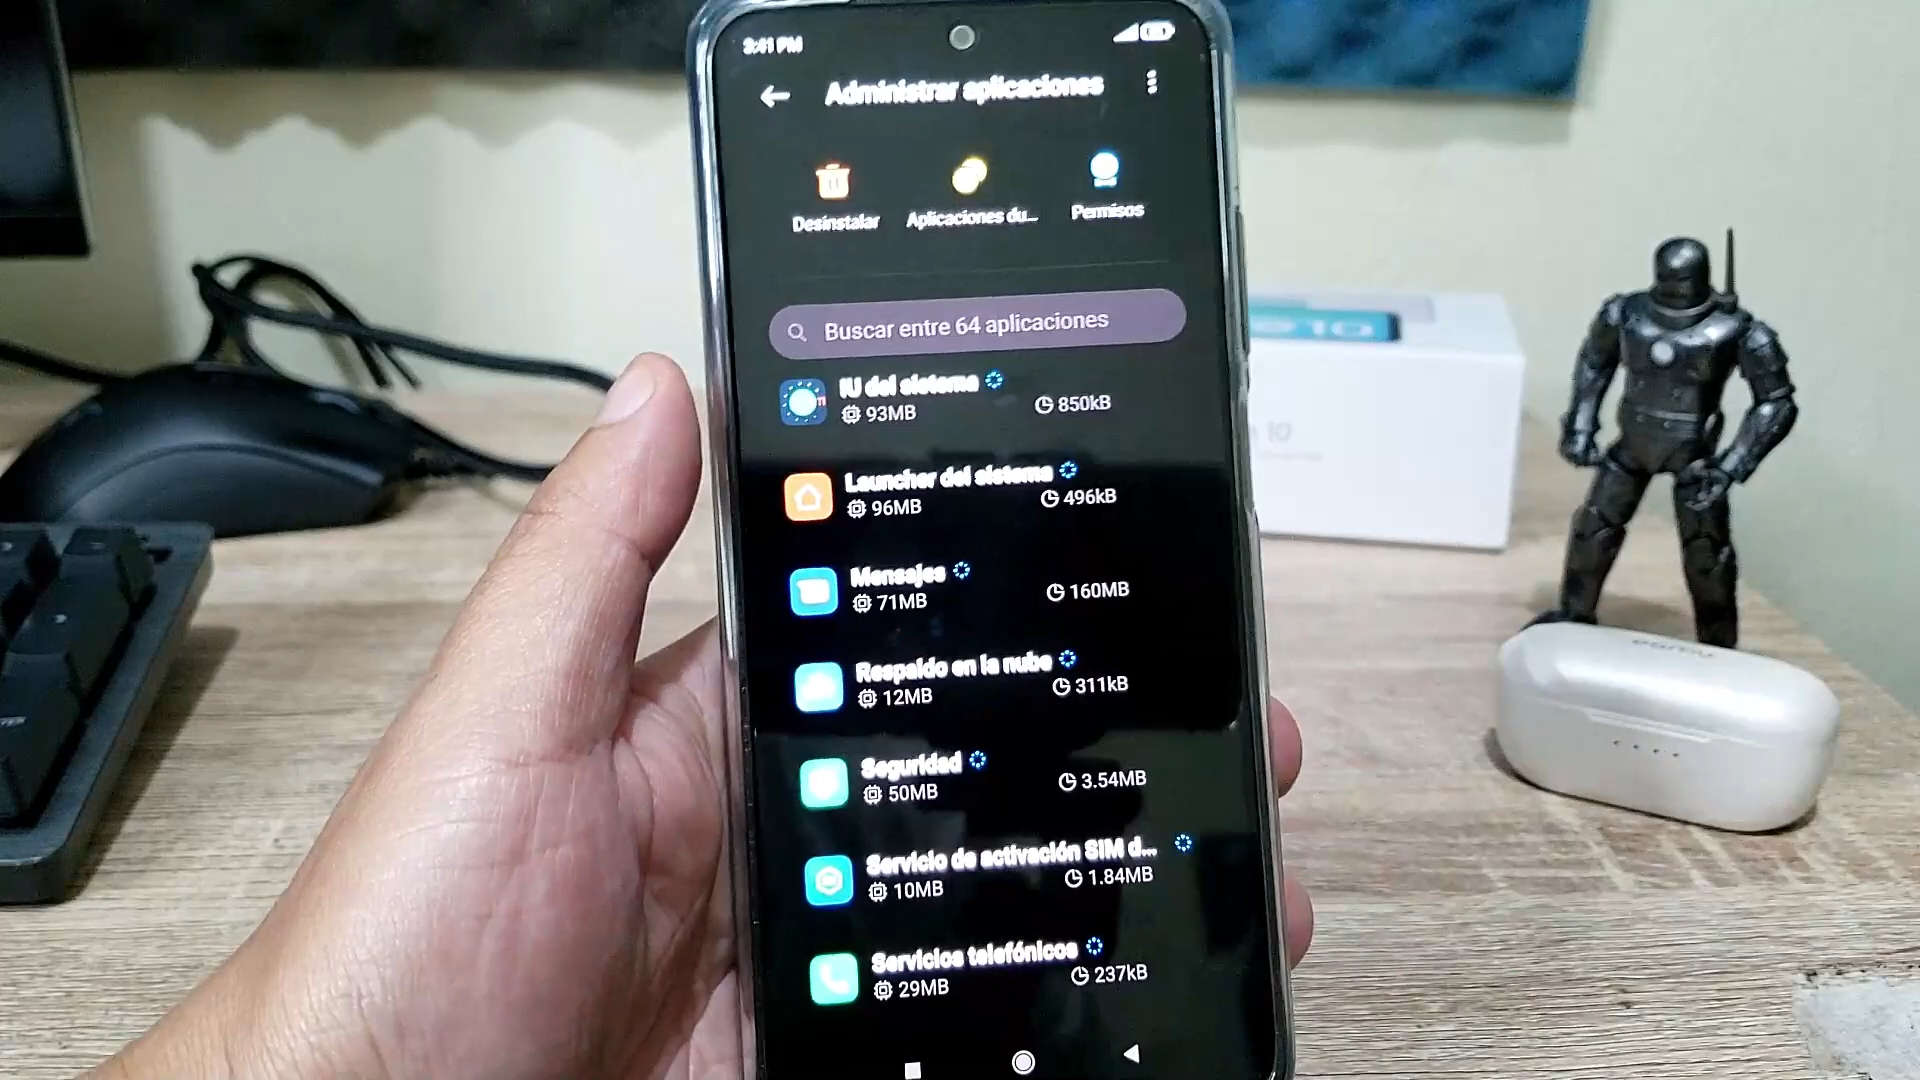 3:41 PM
Administrar aplicaciones
Desinstalar
Aplicaciones du...
Permisos
Buscar entre 64 aplicaciones
IU del sistema
93MB
850kB
Launcher del sistema
96MB
496kB
Mensajes
71MB
160MB
Respaldo en la nube
12MB
311kB
Seguridad
50MB
3.54MB
Servicio de activación SIM d...
10MB
1.84MB
Servicios telefónicos
29MB
237kB
10